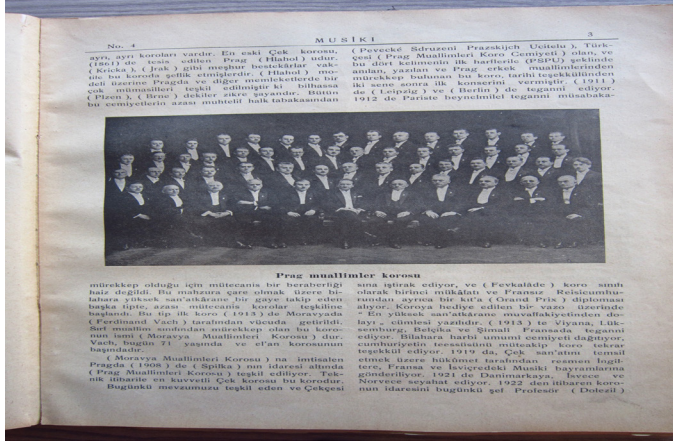 No. 4
MUSİKİ
3
ayrı, ayrı koroları vardır. En eski Çek korosu,
(1861) de tesis edilen Prag ( Hlahol ) udur.
( Kricka ), ( Jrak ) gibi meşhur bestekârlar vak-
tile bu koroda şeflik etmişlerdir. ( Hlahol ) mo-
deli üzerine Pragda ve diğer memleketlerde bir
çok mümasilleri teşkil edilmiştir ki bilhassa
( Plzen ), ( Brne ) dekiler zikre şayandır. Bütün
bu cemiyetlerin azası muhtelif halk tabakasından
( Pevecké Sdruzeni Prazskijch Ucitelu ), Türk-
çesi ( Prag Muallimleri Koro Cemiyeti ) olan, ve
bu dört kelimenin ilk harflerile (PSPU) şeklinde
anılan, yazılan ve Prag erkek muallimlerinden
mürekkep bulunan bu koro, tarihi teşekkülünden
iki sene sonra ilk konserini vermiştir. (1911)
de ( Leipzig ) ve ( Berlin ) de teganni ediyor.
1912 de Pariste beynelmilel teganni müsabaka-
Prag muallimler korosu
mürekkep olduğu için mütecanis bir beraberliği
haiz değildi. Bu mahzura çare olmak üzere bi-
lahara yüksek san'atkârane bir gaye takip eden
başka tipte, azası mütecanis korolar teşkiline
başlandı. Bu tip ilk koro ( 1913 ) de Moravyada
( Ferdinand Vach ) tarafından vücuda getirildi.
Sırf muallim sınıfından mürekkep olan bu koro-
nun ismi ( Moravya Muallimleri Korosu ) dur.
Vach, bugün 71 yaşında ve el'an korosunun
başındadır.
( Moravya Muallimleri Korosu ) na imtisalen
Pragda ( 1908 ) de ( Spilka ) nın idaresi altında
( Prag Muallimleri Korosu ) teşkil ediliyor. Tek-
nik itibarile en kuvvetli Çek korosu bu korodur.
Bugünkü mevzumuzu teşkil eden ve Çekçesi
sına iştirak ediyor, ve ( Fevkalâde ) koro sınıfı
olarak birinci mükâfatı ve Fransız Reisicumhu-
rundan ayrıca bir kıt'a ( Grand Prix ) diploması
alıyor. Koroya hediye edilen bir vazo üzerinde
" En yüksek san'atkârane muvaffakiyetinden do-
layı „ cümlesi yazılıdır. ( 1913 ) te Viyana, Lük-
semburg, Belçika ve Şimalî Fransada teganni
ediyor. Bilahara harbi umumî cemiyeti dağıtıyor,
cumhuriyetin teessüsünü müteakip koro tekrar
teşekkül ediyor. 1919 da, Çek san'atını temsil
etmek üzere hükûmet tarafından resmen İngil-
tere, Fransa ve İsviçredeki Musiki bayramlarına
gönderiliyor. 1921 de Danimarkaya, İsvece ve
Norvece seyahat ediyor. 1922 den itibaren koro-
nun idaresini bugünkü şef Profesör ( Dolezil )